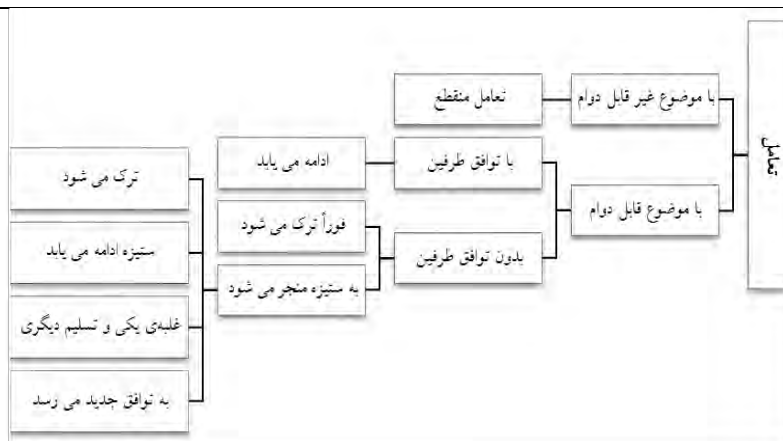 تعامل
با موضوع غیر قابل دوام
تعامل منقطع
با موضوع قابل دوام
با توافق طرفین
ادامه می یابد
بدون توافق طرفین
فوراً ترک می شود
به ستیزه منجر می شود
ترک می شود
ستیزه ادامه می یابد
غلبه‌ی یکی و تسلیم دیگری
به توافق جدید می رسد